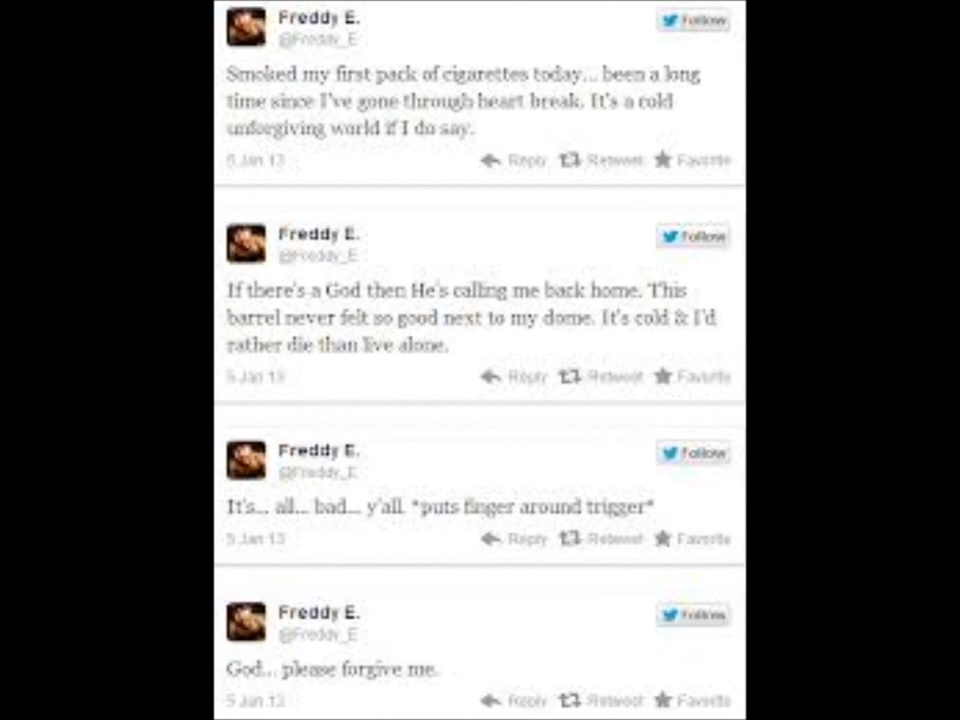 Freddy E.
Follow
@Freddy_E
Smoked my first pack of cigarettes today... been a long
time since I've gone through heart break. It's a cold
unforgiving world if I do say.
5 Jan 13 Reply Retweet Favorite
Freddy E.
Follow
@Freddy_E
If there's a God then He's calling me back home. This
barrel never felt so good next to my dome. It's cold & I'd
rather die than live alone.
5 Jan 13 Reply Retweet Favorite
Freddy E.
Follow
@Freddy_E
It's... all... bad... y'all. *puts finger around trigger*
5 Jan 13 Reply Retweet Favorite
Freddy E.
Follow
@Freddy_E
God... please forgive me.
5 Jan 13 Reply Retweet Favorite